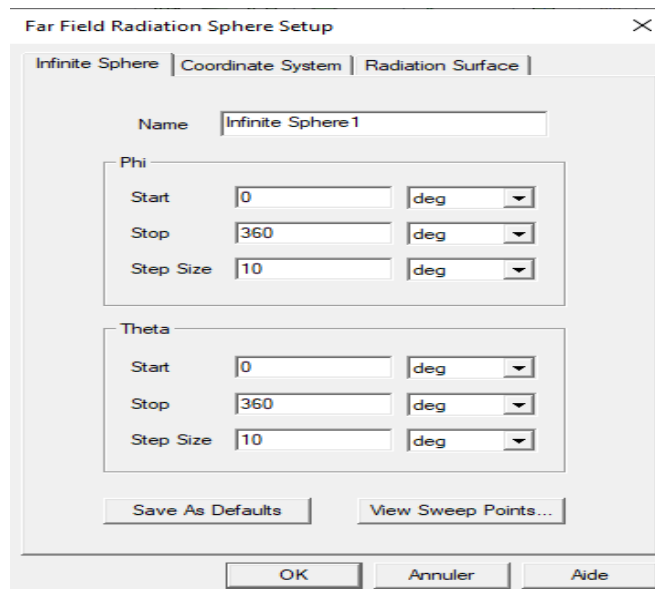 Far Field Radiation Sphere Setup
Infinite Sphere Coordinate System Radiation Surface
Name Infinite Sphere1
Phi
Start 0 deg
Stop 360 deg
Step Size 10 deg
Theta
Start 0 deg
Stop 360 deg
Step Size 10 deg
Save As Defaults View Sweep Points...
OK Annuler Aide